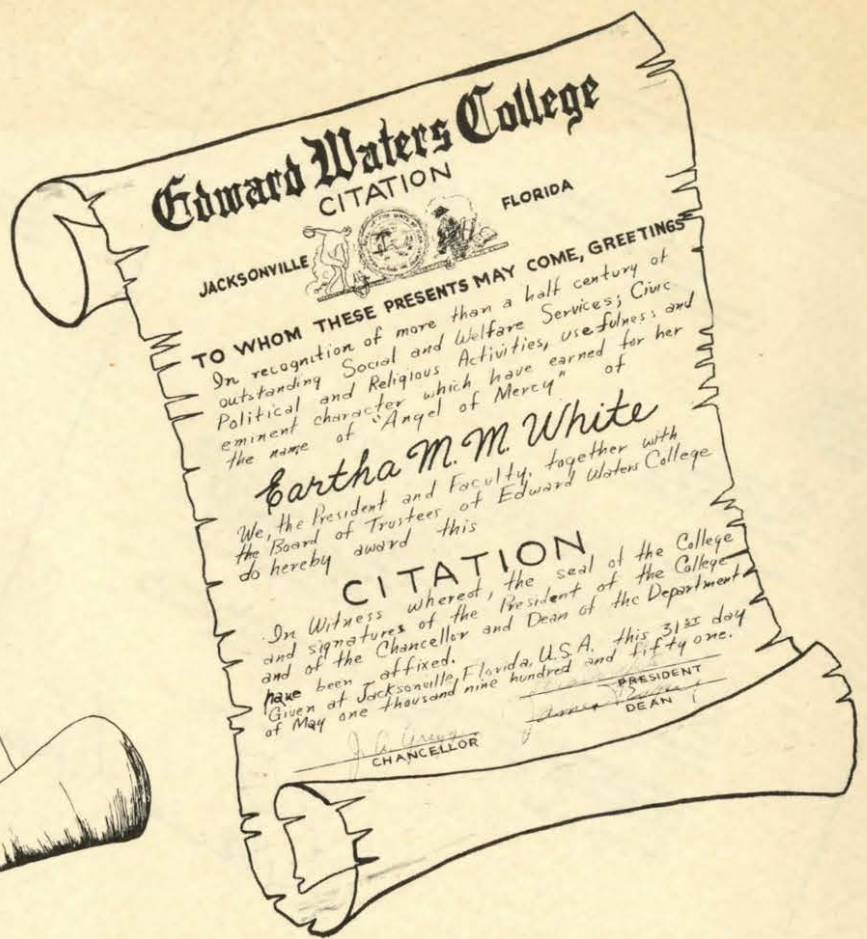 Edward Waters College
CITATION
JACKSONVILLE FLORIDA
TO WHOM THESE PRESENTS MAY COME, GREETINGS
In recognition of more than a half century of
outstanding Social and Welfare Services; Civic
Political and Religious Activities, usefulness and
eminent character which have earned for her
the name of "Angel of Mercy" of
Eartha M. M. White
We, the President and Faculty, together with
the Board of Trustees of Edward Waters College
do hereby award this
CITATION
In Witness whereof, the seal of the College
and signatures of the President of the College
and of the Chancellor and Dean of the Department
have been affixed.
Given at Jacksonville, Florida, U.S.A. this 31st day
of May one thousand nine hundred and fifty one.
PRESIDENT
James
DEAN
J. A.
CHANCELLOR